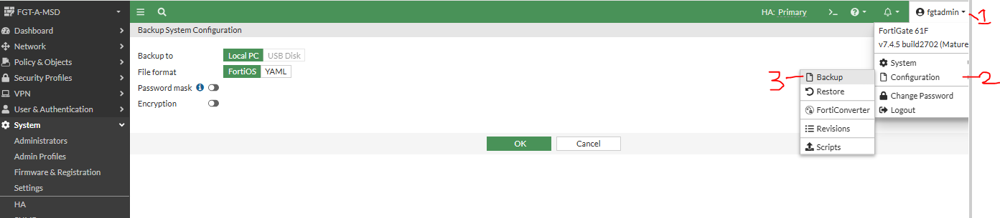 FGT-A-MSD
HA: Primary
>_
fgtadmin
1
Dashboard
Network
Policy & Objects
Security Profiles
VPN
User & Authentication
System
Administrators
Admin Profiles
Firmware & Registration
Settings
HA
Backup System Configuration
Backup to
Local PC
USB Disk
File format
FortiOS
YAML
Password mask
Encryption
OK
Cancel
FortiGate 61F
v7.4.5 build2702 (Mature
System
Configuration
2
Change Password
Logout
3
Backup
Restore
FortiConverter
Revisions
Scripts